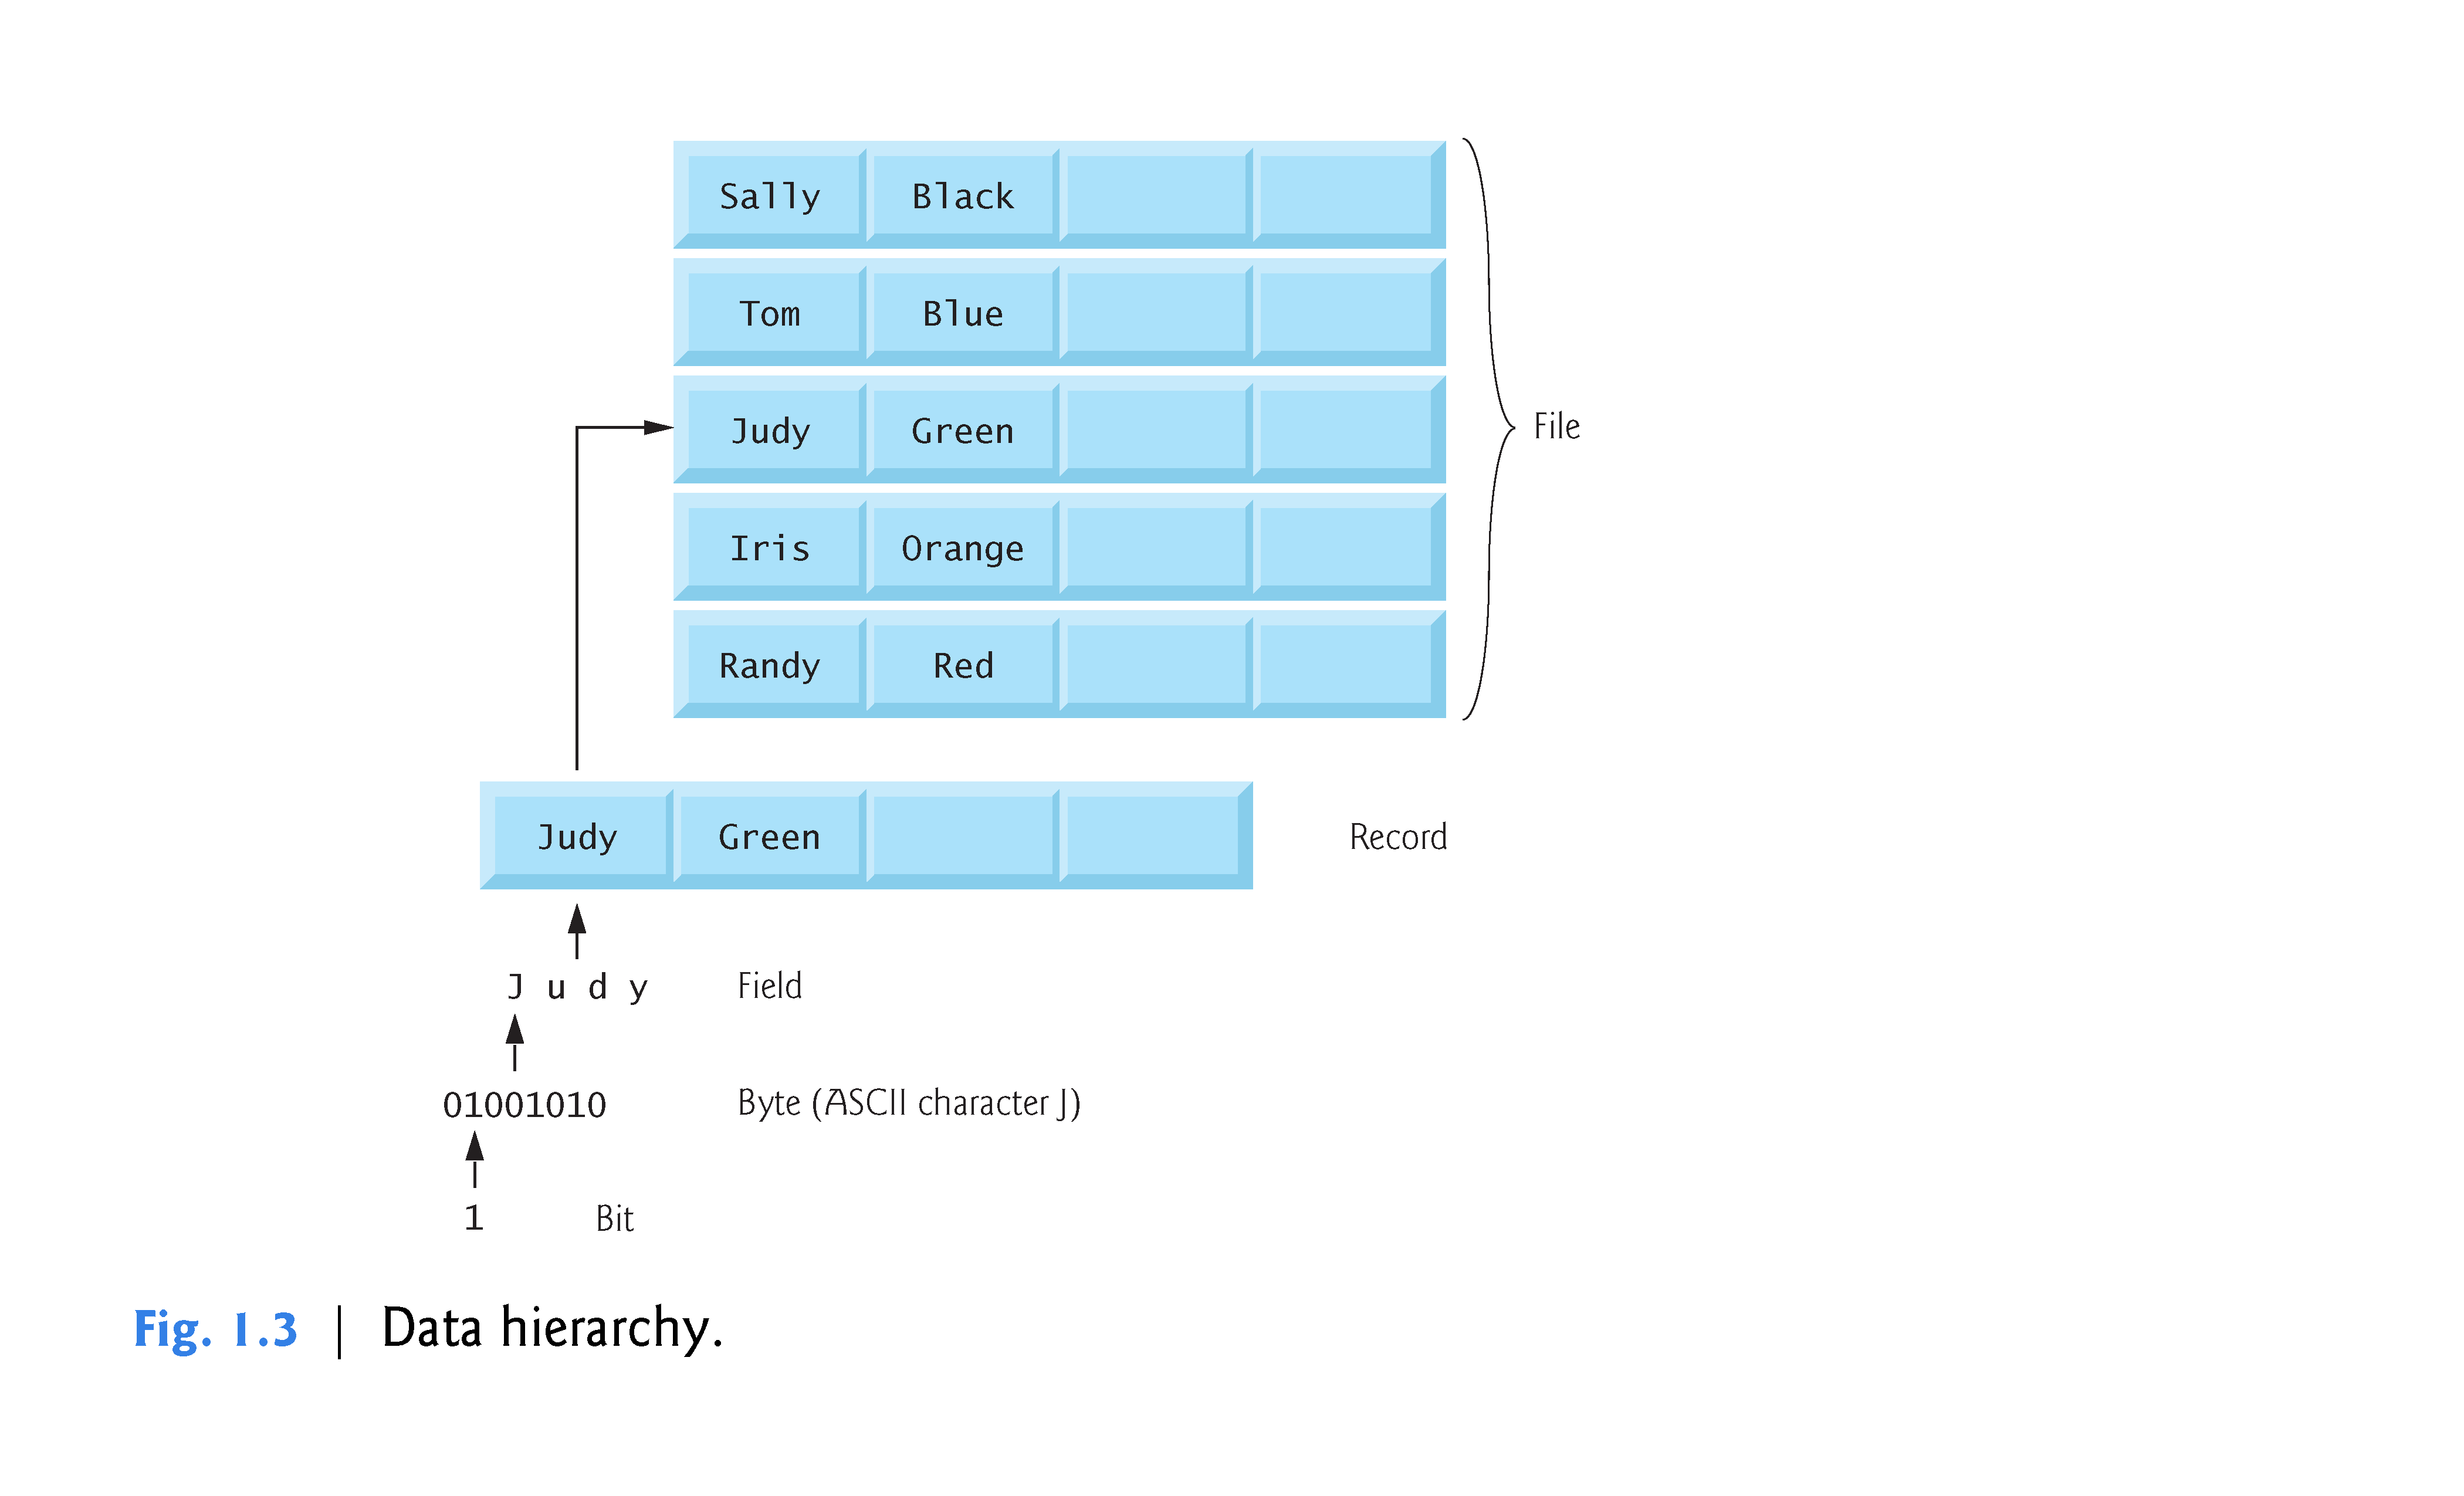 Sally Black
Tom Blue
Judy Green
File
Iris Orange
Randy Red
Judy Green Record
J u d y Field
01001010 Byte (ASCII character J)
1 Bit
Fig. 1.3 | Data hierarchy.